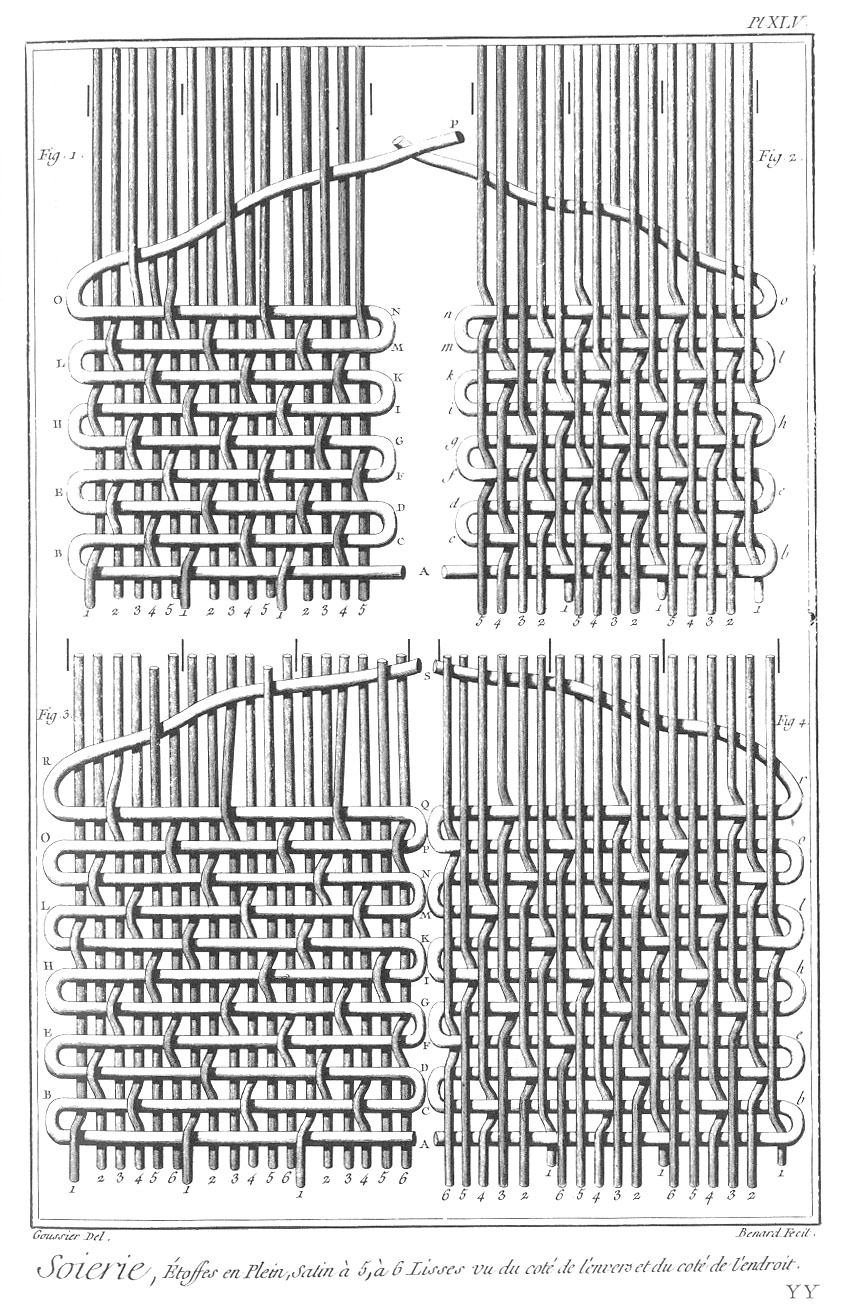 Pl XLV.
P
Fig. 1. Fig. 2.
O N n o
M m
L l
K k
I i
H h
G g
F f
E e
D d
C c
B b
A
1 2 3 4 5 1 2 3 4 5 1 2 3 4 5 5 4 3 2 1 5 4 3 2 1 5 4 3 2 1
S
Fig. 3. Fig. 4.
R r
Q
O o
P
N
L l
M
K
H h
I
G
E e
F
D
B b
C
A
1 2 3 4 5 6 1 2 3 4 5 6 1 2 3 4 5 6 6 5 4 3 2 1 6 5 4 3 2 1 6 5 4 3 2 1
Goussier Del. Benard Fecit.
Soierie, Étoffes en Plein, Satin à 5, à 6 Lisses vu du coté de l'envers et du coté de l'endroit.
YY